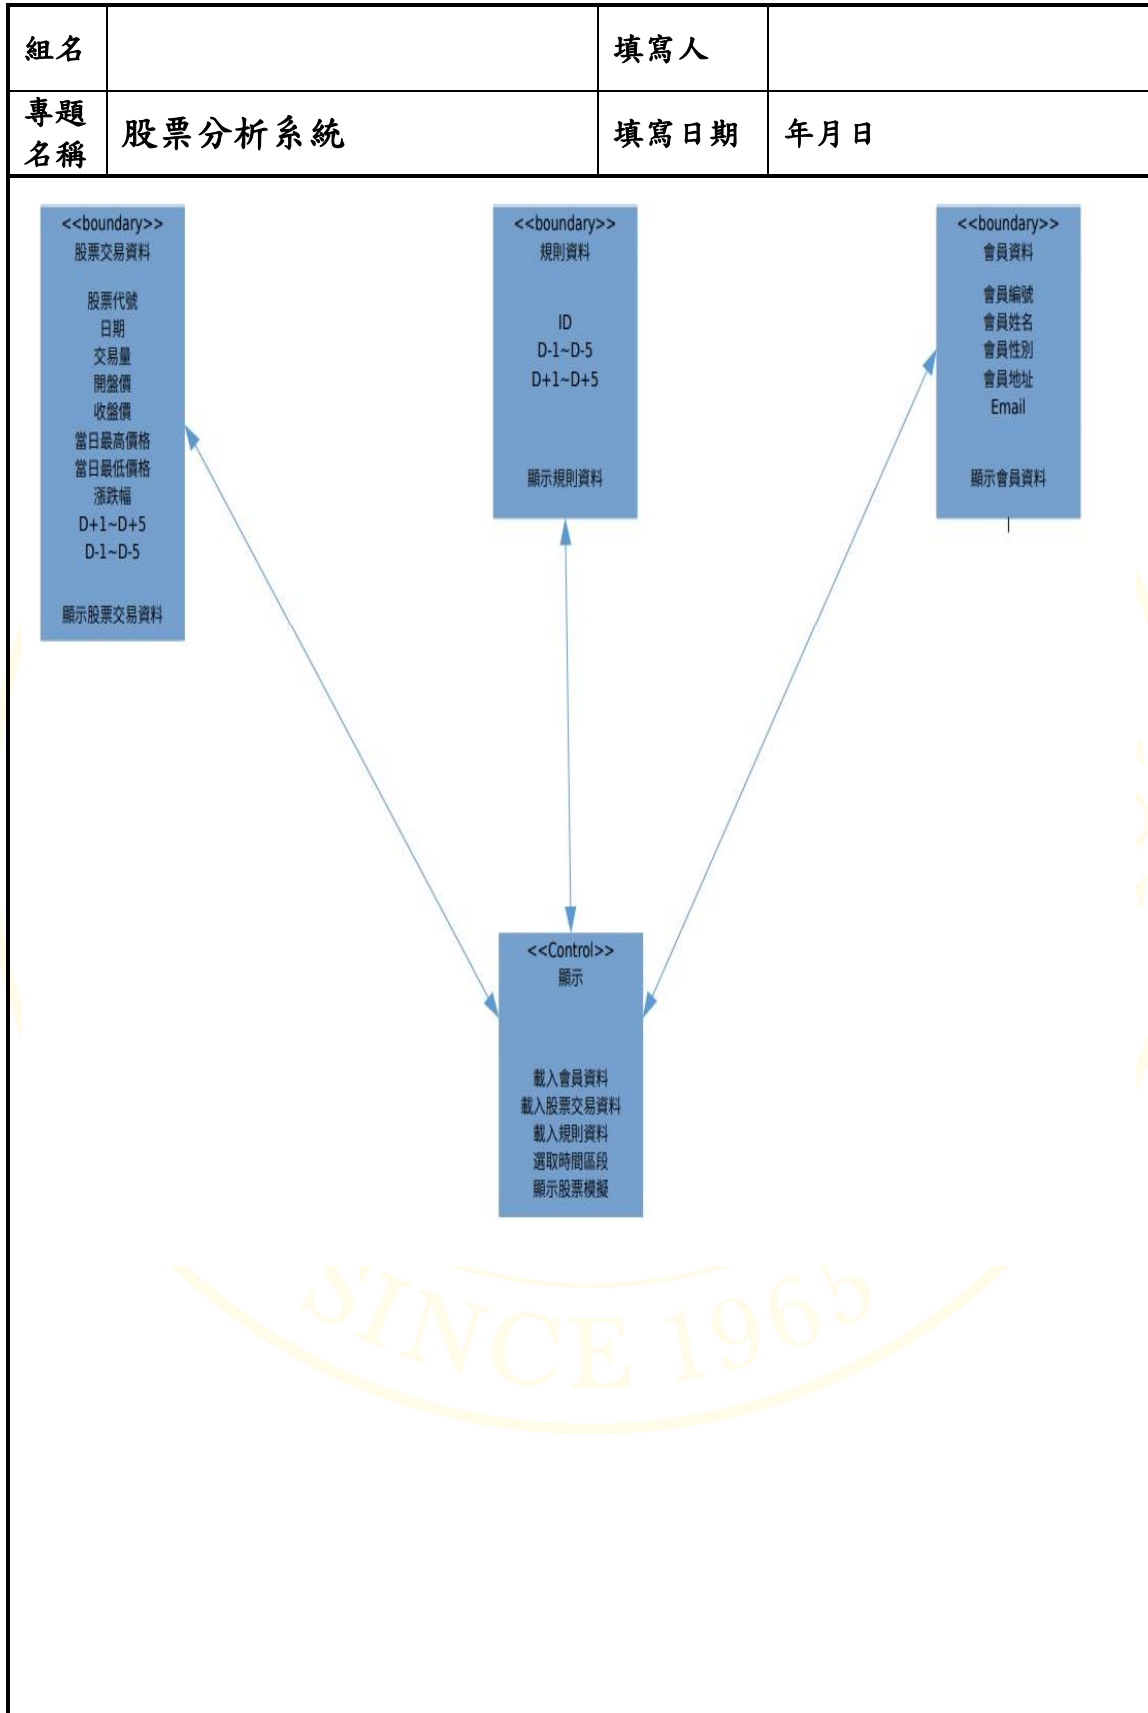 組名
填寫人
專題
名稱
股票分析系統
填寫日期
年月日
<<boundary>>
股票交易資料
股票代號
日期
交易量
開盤價
收盤價
當日最高價格
當日最低價格
漲跌幅
D+1~D+5
D-1~D-5
顯示股票交易資料
<<boundary>>
規則資料
ID
D-1~D-5
D+1~D+5
顯示規則資料
<<boundary>>
會員資料
會員編號
會員姓名
會員性別
會員地址
Email
顯示會員資料
<<Control>>
顯示
載入會員資料
載入股票交易資料
載入規則資料
選取時間區段
顯示股票模擬
SINCE 1965